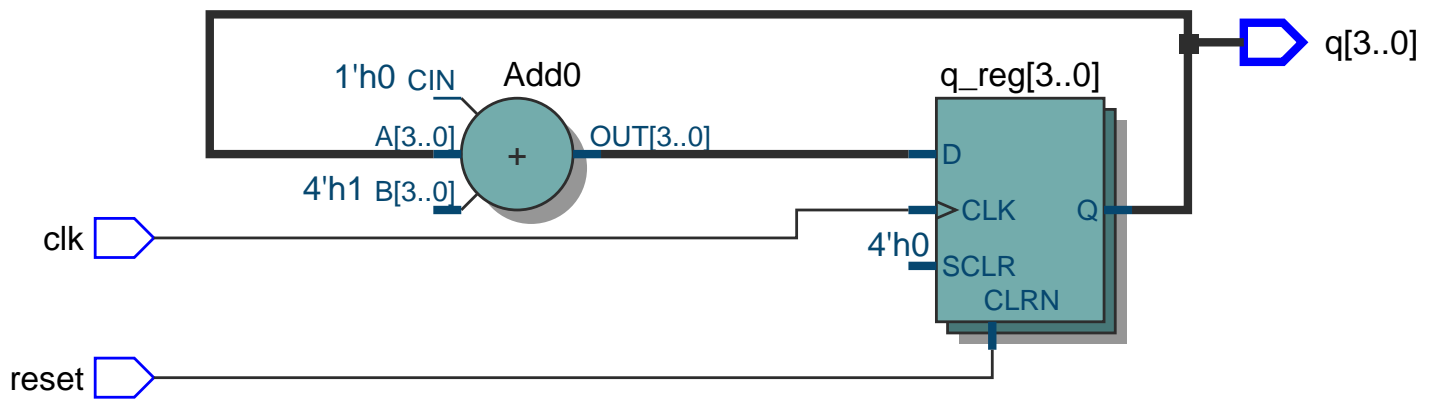 q[3..0]
1'h0 CIN
Add0
q_reg[3..0]
A[3..0]
+
OUT[3..0]
D
4'h1 B[3..0]
clk
CLK
Q
4'h0
SCLR
CLRN
reset